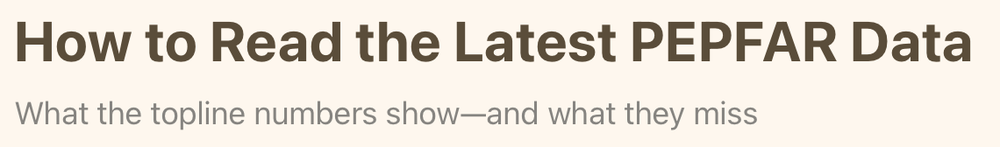 How to Read the Latest PEPFAR Data
What the topline numbers show—and what they miss